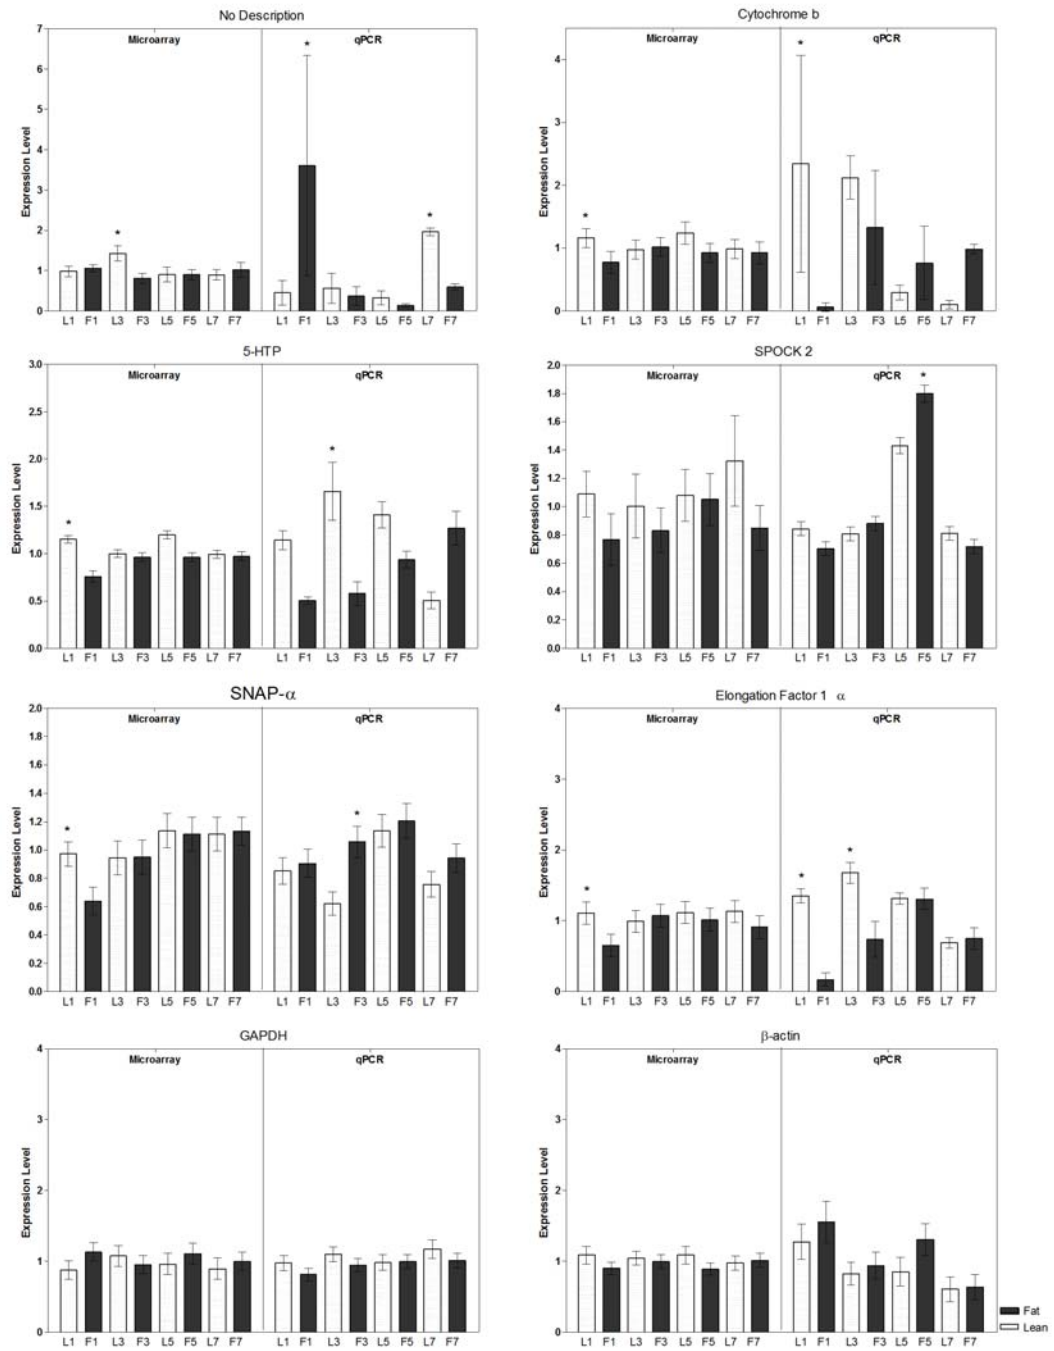 No Description
Microarray qPCR
Expression Level
7
6
5
4
3
2
1
0
* * *
L1 F1 L3 F3 L5 F5 L7 F7 L1 F1 L3 F3 L5 F5 L7 F7
Cytochrome b
Microarray qPCR
Expression Level
4
3
2
1
0
* *
L1 F1 L3 F3 L5 F5 L7 F7 L1 F1 L3 F3 L5 F5 L7 F7
5-HTP
Microarray qPCR
Expression Level
3.0
2.5
2.0
1.5
1.0
0.5
0.0
* *
L1 F1 L3 F3 L5 F5 L7 F7 L1 F1 L3 F3 L5 F5 L7 F7
SPOCK 2
Microarray qPCR
Expression Level
2.0
1.8
1.6
1.4
1.2
1.0
0.8
0.6
0.4
0.2
0.0
*
L1 F1 L3 F3 L5 F5 L7 F7 L1 F1 L3 F3 L5 F5 L7 F7
SNAP-α
Microarray qPCR
Expression Level
2.0
1.8
1.6
1.4
1.2
1.0
0.8
0.6
0.4
0.2
0.0
* *
L1 F1 L3 F3 L5 F5 L7 F7 L1 F1 L3 F3 L5 F5 L7 F7
Elongation Factor 1 α
Microarray qPCR
Expression Level
4
3
2
1
0
* * *
L1 F1 L3 F3 L5 F5 L7 F7 L1 F1 L3 F3 L5 F5 L7 F7
GAPDH
Microarray qPCR
Expression Level
4
3
2
1
0
L1 F1 L3 F3 L5 F5 L7 F7 L1 F1 L3 F3 L5 F5 L7 F7
β-actin
Microarray qPCR
Expression Level
4
3
2
1
0
L1 F1 L3 F3 L5 F5 L7 F7 L1 F1 L3 F3 L5 F5 L7 F7
Fat
Lean